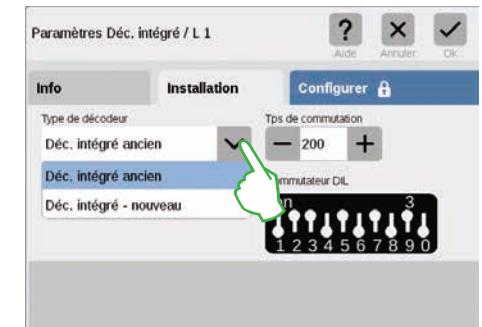 Paramètres Déc. intégré / L 1
?
Aide Annuler Ok
Info Installation Configurer
Type de décodeur Tps de commutation
Déc. intégré ancien 200
Déc. intégré ancien
Déc. intégré - nouveau
mmutateur DIL
n 3
1 2 3 4 5 6 7 8 9 0